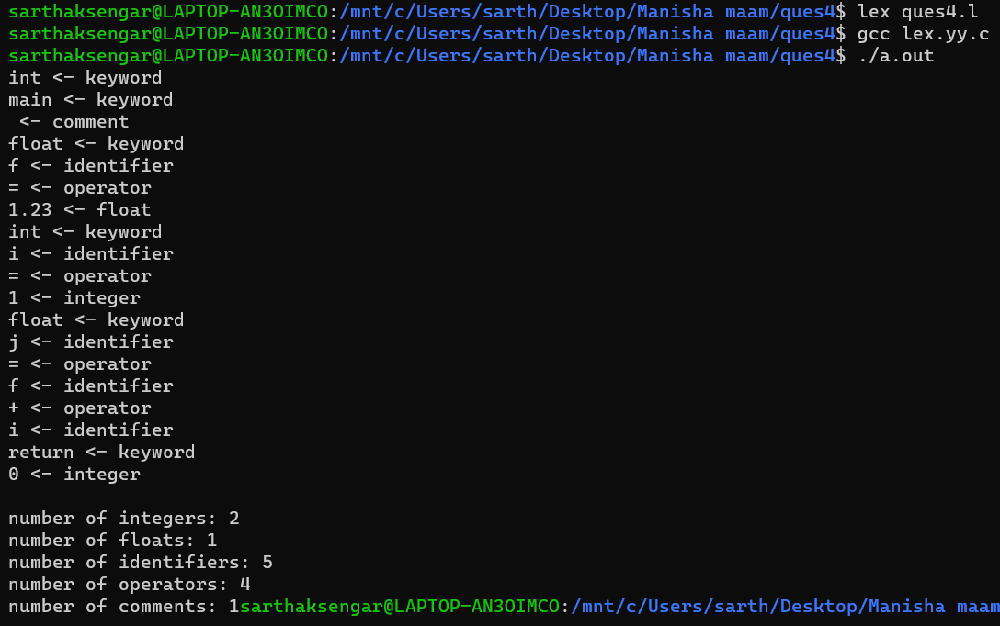 sarthaksengar@LAPTOP-AN3OIMCO:/mnt/c/Users/sarth/Desktop/Manisha maam/ques4$ lex ques4.l
sarthaksengar@LAPTOP-AN3OIMCO:/mnt/c/Users/sarth/Desktop/Manisha maam/ques4$ gcc lex.yy.c
sarthaksengar@LAPTOP-AN3OIMCO:/mnt/c/Users/sarth/Desktop/Manisha maam/ques4$ ./a.out
int <- keyword
main <- keyword
 <- comment
float <- keyword
f <- identifier
= <- operator
1.23 <- float
int <- keyword
i <- identifier
= <- operator
1 <- integer
float <- keyword
j <- identifier
= <- operator
f <- identifier
+ <- operator
i <- identifier
return <- keyword
0 <- integer
number of integers: 2
number of floats: 1
number of identifiers: 5
number of operators: 4
number of comments: 1sarthaksengar@LAPTOP-AN3OIMCO:/mnt/c/Users/sarth/Desktop/Manisha maam